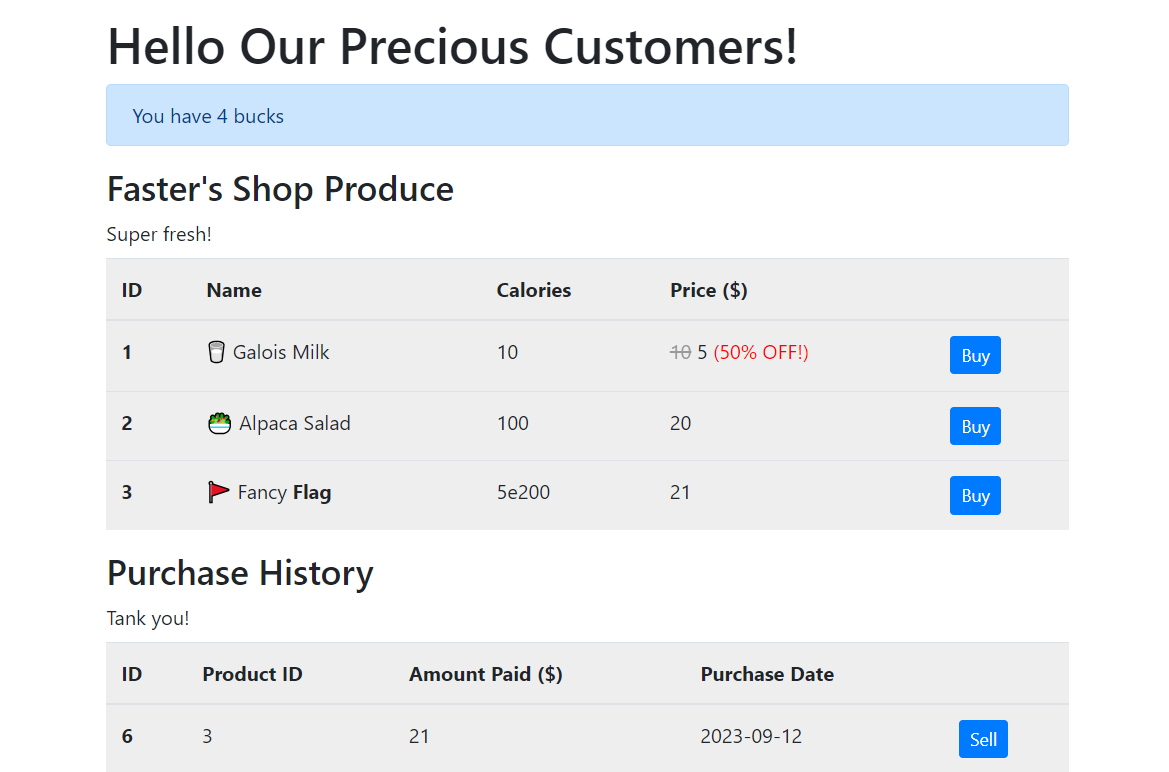 Hello Our Precious Customers!
You have 4 bucks
Faster's Shop Produce
Super fresh!
ID Name Calories Price ($)
1 🥛 Galois Milk 10 10 5 (50% OFF!) Buy
2 🥗 Alpaca Salad 100 20 Buy
3 🚩 Fancy Flag 5e200 21 Buy
Purchase History
Tank you!
ID Product ID Amount Paid ($) Purchase Date
6 3 21 2023-09-12 Sell